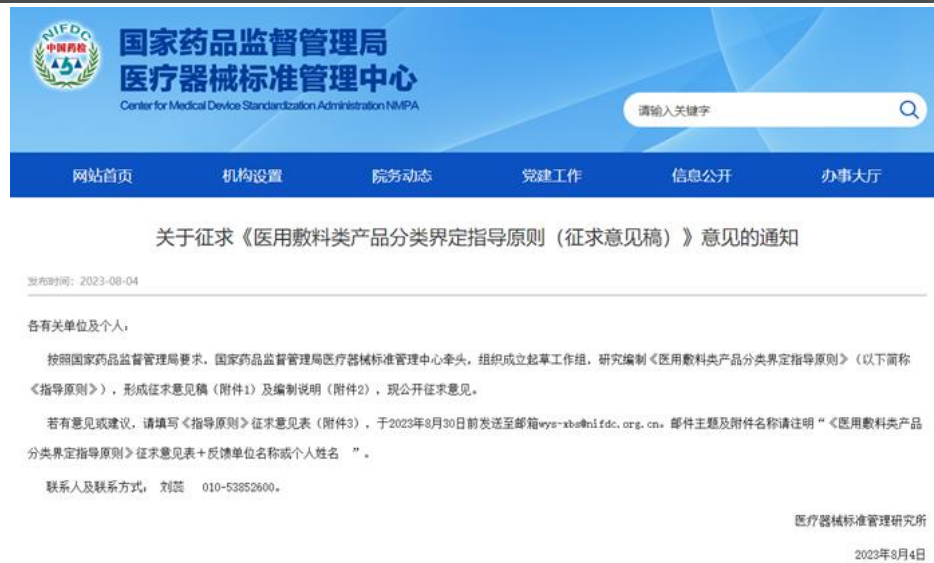 NIFDC
中国药检
国家药品监督管理局
医疗器械标准管理中心
Center for Medical Device Standardization Administration NMPA
请输入关键字
网站首页 机构设置 院务动态 党建工作 信息公开 办事大厅
关于征求《医用敷料类产品分类界定指导原则（征求意见稿）》意见的通知
发布时间：2023-08-04
各有关单位及个人：
按照国家药品监督管理局要求，国家药品监督管理局医疗器械标准管理中心牵头，组织成立起草工作组，研究编制《医用敷料类产品分类界定指导原则》（以下简称
《指导原则》），形成征求意见稿（附件1）及编制说明（附件2），现公开征求意见。
若有意见或建议，请填写《指导原则》征求意见表（附件3），于2023年8月30日前发送至邮箱wys-xbs@nifdc.org.cn。邮件主题及附件名称请注明“《医用敷料类产品
分类界定指导原则》征求意见表+反馈单位名称或个人姓名 ”。
联系人及联系方式： 刘蕊 010-53852600。
医疗器械标准管理研究所
2023年8月4日